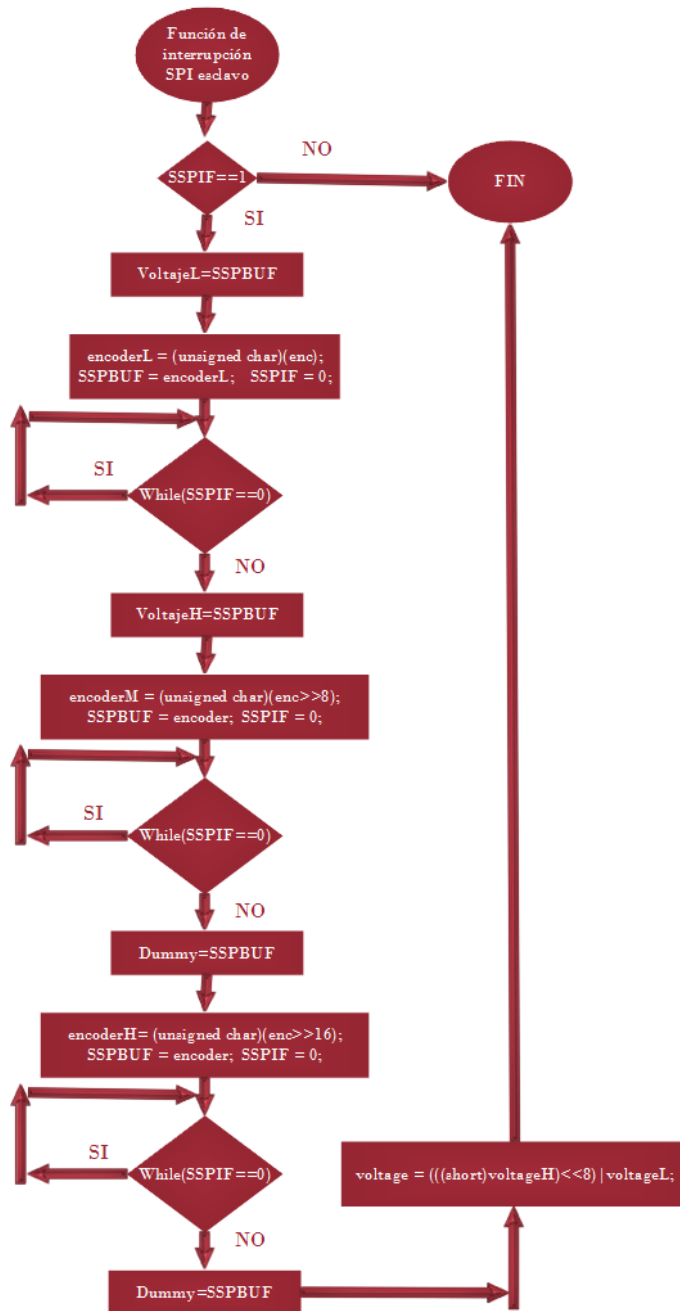 Función de
interrupción
SPI esclavo
NO
SSPIF==1
FIN
SI
VoltajeL=SSPBUF
encoderL = (unsigned char)(enc);
SSPBUF = encoderL; SSPIF = 0;
SI
While(SSPIF==0)
NO
VoltajeH=SSPBUF
encoderM = (unsigned char)(enc>>8);
SSPBUF = encoder; SSPIF = 0;
SI
While(SSPIF==0)
NO
Dummy=SSPBUF
encoderH= (unsigned char)(enc>>16);
SSPBUF = encoder; SSPIF = 0;
SI
While(SSPIF==0)
voltage = (((short)voltageH)<<8) | voltageL;
NO
Dummy=SSPBUF